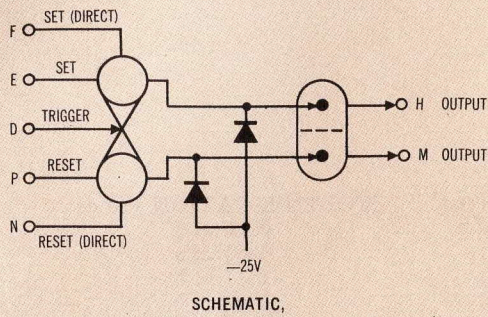 F SET (DIRECT)
E SET
D TRIGGER
P RESET
N RESET (DIRECT)
H OUTPUT
M OUTPUT
—25V
SCHEMATIC,